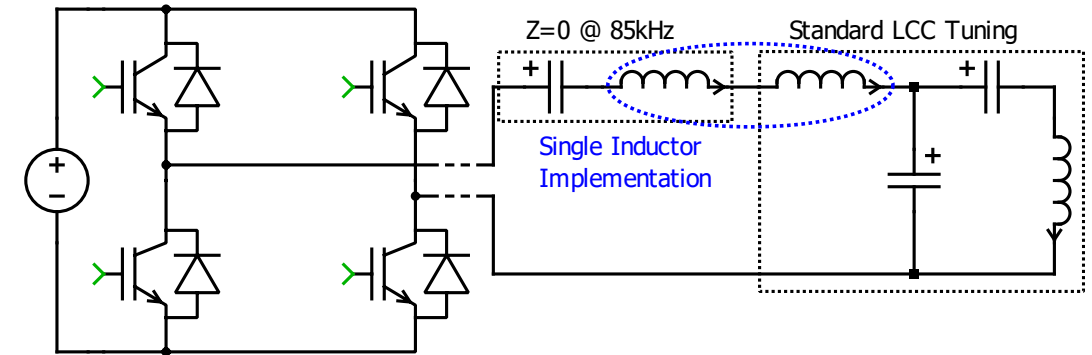 Z=0 @ 85kHz
Standard LCC Tuning
Single Inductor
Implementation